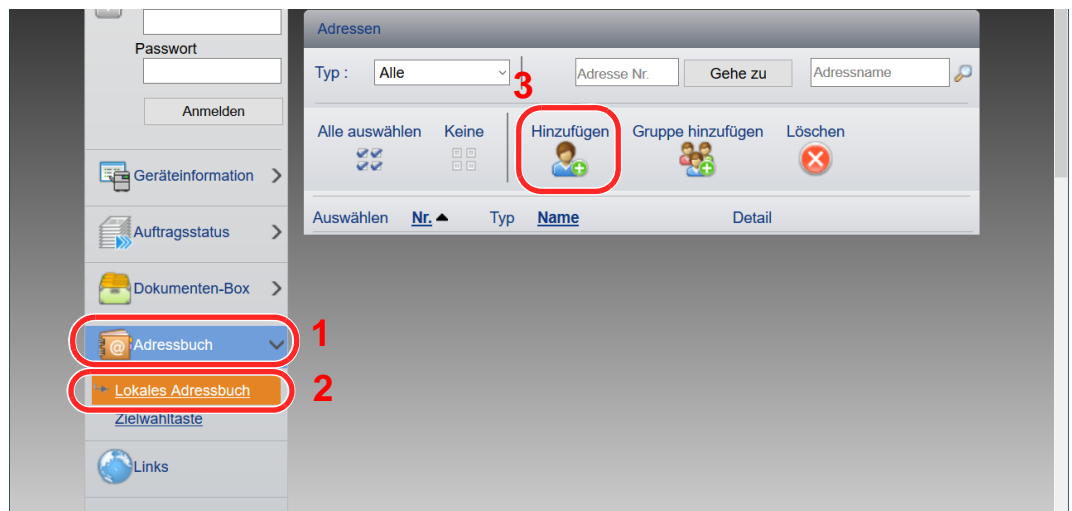 Passwort
Anmelden
Geräteinformation
Auftragsstatus
Dokumenten-Box
Adressbuch
1
Lokales Adressbuch
2
Zielwahltaste
Links
Adressen
Typ : Alle Adresse Nr. Gehe zu Adressname
3
Alle auswählen Keine Hinzufügen Gruppe hinzufügen Löschen
Auswählen Nr. Typ Name Detail